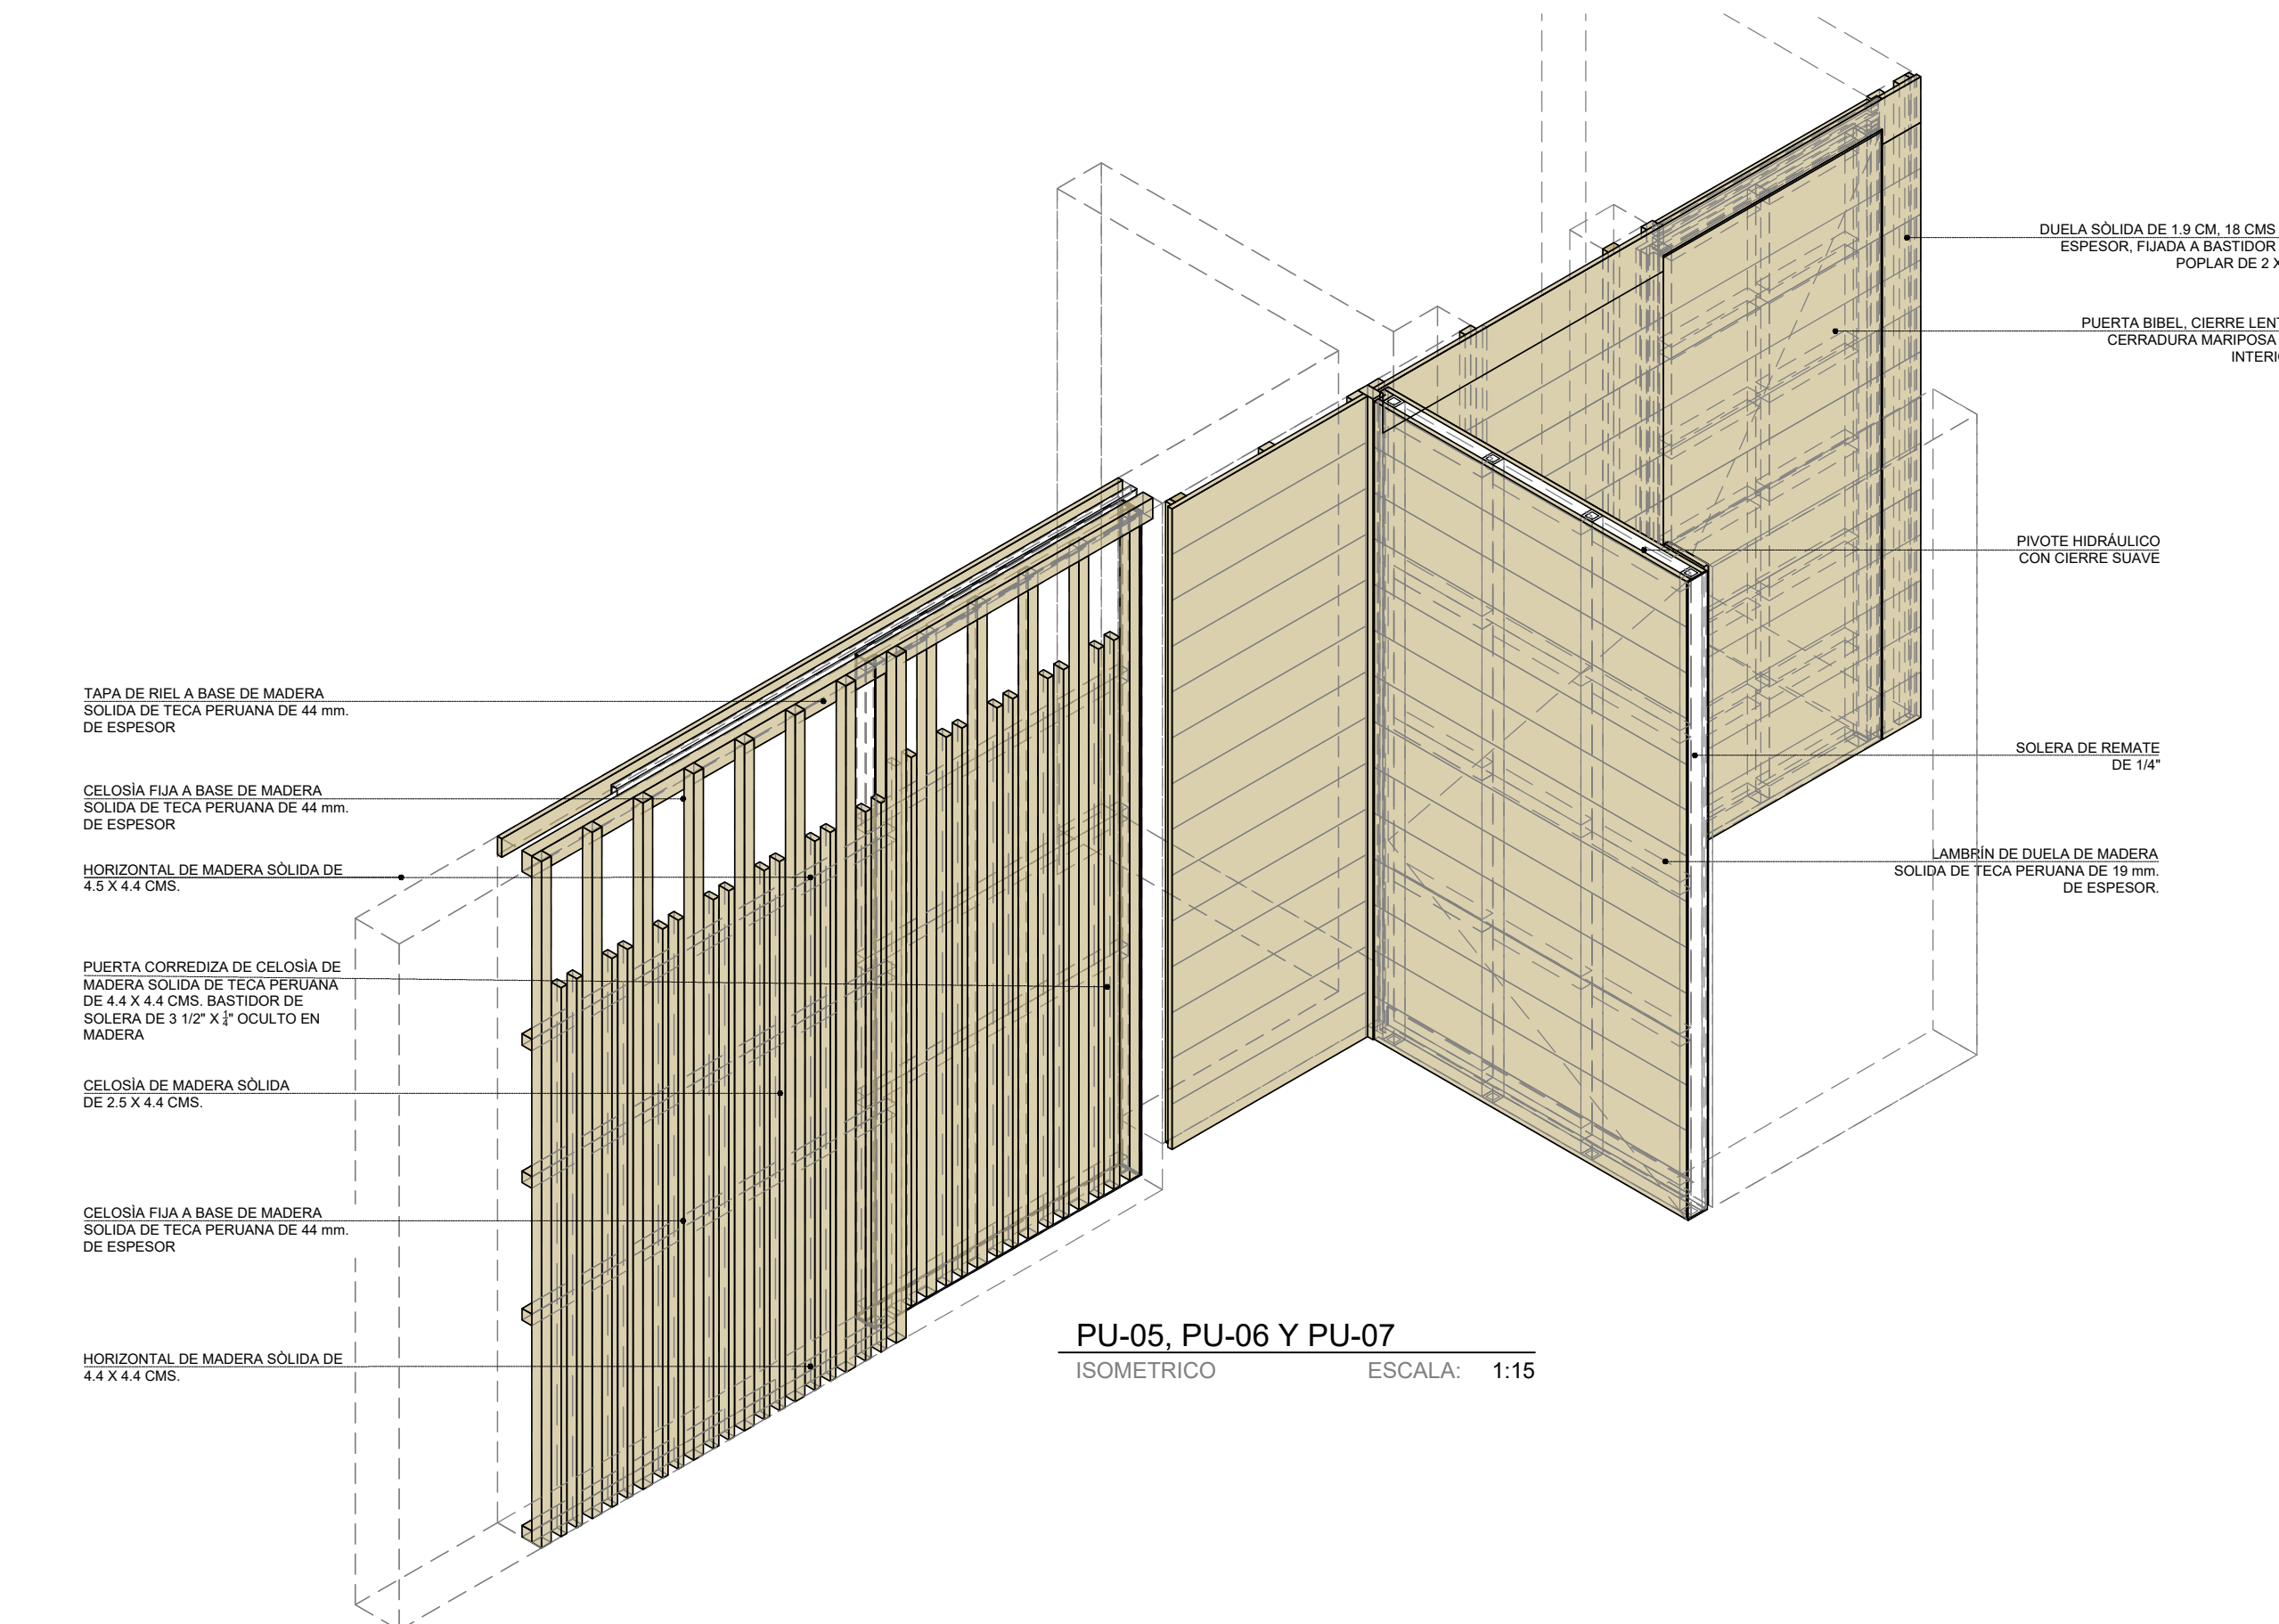 TAPA DE RIEL A BASE DE MADERA
SOLIDA DE TECA PERUANA DE 44 mm.
DE ESPESOR
CELOSÌA FIJA A BASE DE MADERA
SOLIDA DE TECA PERUANA DE 44 mm.
DE ESPESOR
HORIZONTAL DE MADERA SÒLIDA DE
4.5 X 4.4 CMS.
PUERTA CORREDIZA DE CELOSÌA DE
MADERA SOLIDA DE TECA PERUANA
DE 4.4 X 4.4 CMS. BASTIDOR DE
SOLERA DE 3 1/2" X 1/4" OCULTO EN
MADERA
CELOSÌA DE MADERA SÒLIDA
DE 2.5 X 4.4 CMS.
CELOSÌA FIJA A BASE DE MADERA
SOLIDA DE TECA PERUANA DE 44 mm.
DE ESPESOR
HORIZONTAL DE MADERA SÒLIDA DE
4.4 X 4.4 CMS.
DUELA SÒLIDA DE 1.9 CM, 18 CMS
ESPESOR, FIJADA A BASTIDOR
POPLAR DE 2 X
PUERTA BIBEL, CIERRE
CERRADURA MARIPOSA
PIVOTE HIDRÁULICO
CON CIERRE SUAVE
SOLERA DE REMATE
DE 1/4"
LAMBRÍN DE DUELA DE MADERA
SOLIDA DE TECA PERUANA DE 19 mm.
DE ESPESOR.
PU-05, PU-06 Y PU-07
ISOMETRICO ESCALA: 1:15